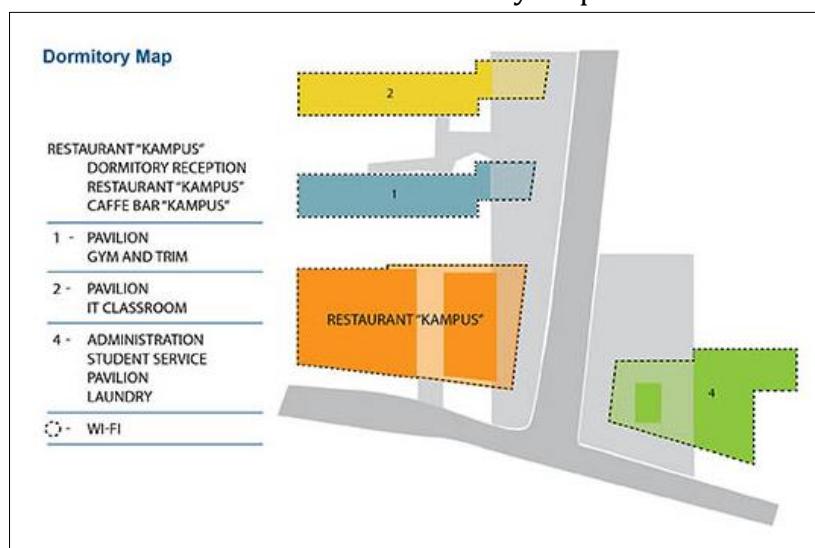 Dormitory Map
RESTAURANT "KAMPUS"
DORMITORY RECEPTION
RESTAURANT "KAMPUS"
CAFFE BAR "KAMPUS"
1 - PAVILION
GYM AND TRIM
2 - PAVILION
IT CLASSROOM
4 - ADMINISTRATION
STUDENT SERVICE
PAVILION
LAUNDRY
- WI-FI
2
1
RESTAURANT "KAMPUS"
4